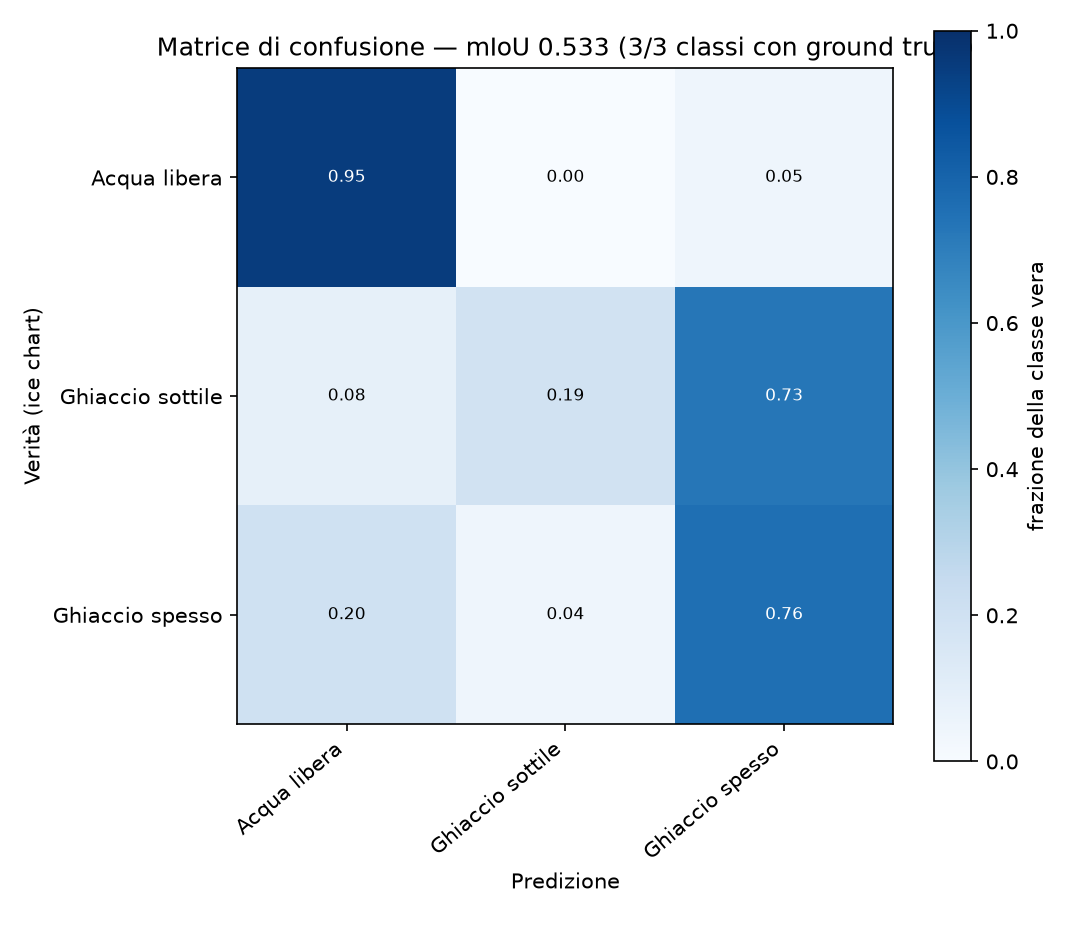 Matrice di confusione — mIoU 0.533 (3/3 classi con ground tru
1.0
0.8
0.6
0.4
0.2
0.0
frazione della classe vera
Verità (ice chart)
Acqua libera
0.95
0.00
0.05
Ghiaccio sottile
0.08
0.19
0.73
Ghiaccio spesso
0.20
0.04
0.76
Acqua libera
Ghiaccio sottile
Ghiaccio spesso
Predizione